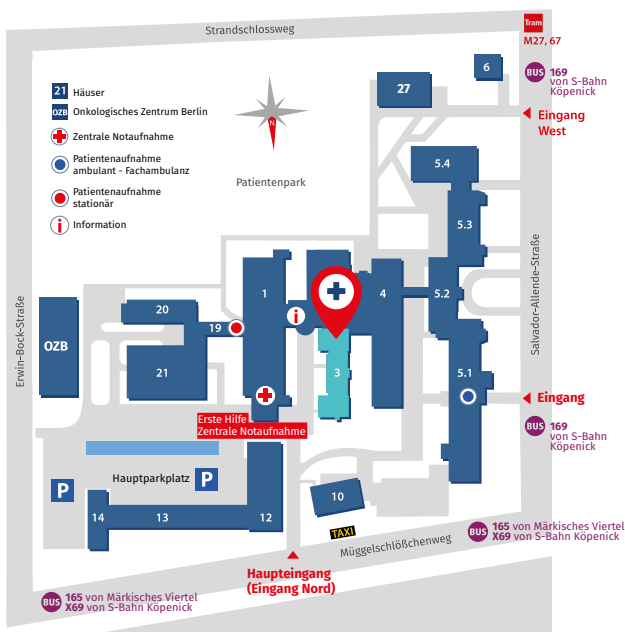 Strandschlossweg
Tram
M27, 67
BUS 169
von S-Bahn
Köpenick
6
27
Eingang
West
21 Häuser
OZB Onkologisches Zentrum Berlin
Zentrale Notaufnahme
Patientenaufnahme
ambulant - Fachambulanz
Patientenaufnahme
stationär
i Information
N
Patientenpark
5.4
5.3
Salvador-Allende-Straße
Erwin-Bock-Straße
1
4
5.2
i
20
19
OZB
21
3
5.1
Eingang
Erste Hilfe
Zentrale Notaufnahme
BUS 169
von S-Bahn
Köpenick
P
Hauptparkplatz
P
10
14
13
12
TAXI
Müggelschlößchenweg
BUS 165 von Märkisches Viertel
X69 von S-Bahn Köpenick
Haupteingang
(Eingang Nord)
BUS 165 von Märkisches Viertel
X69 von S-Bahn Köpenick